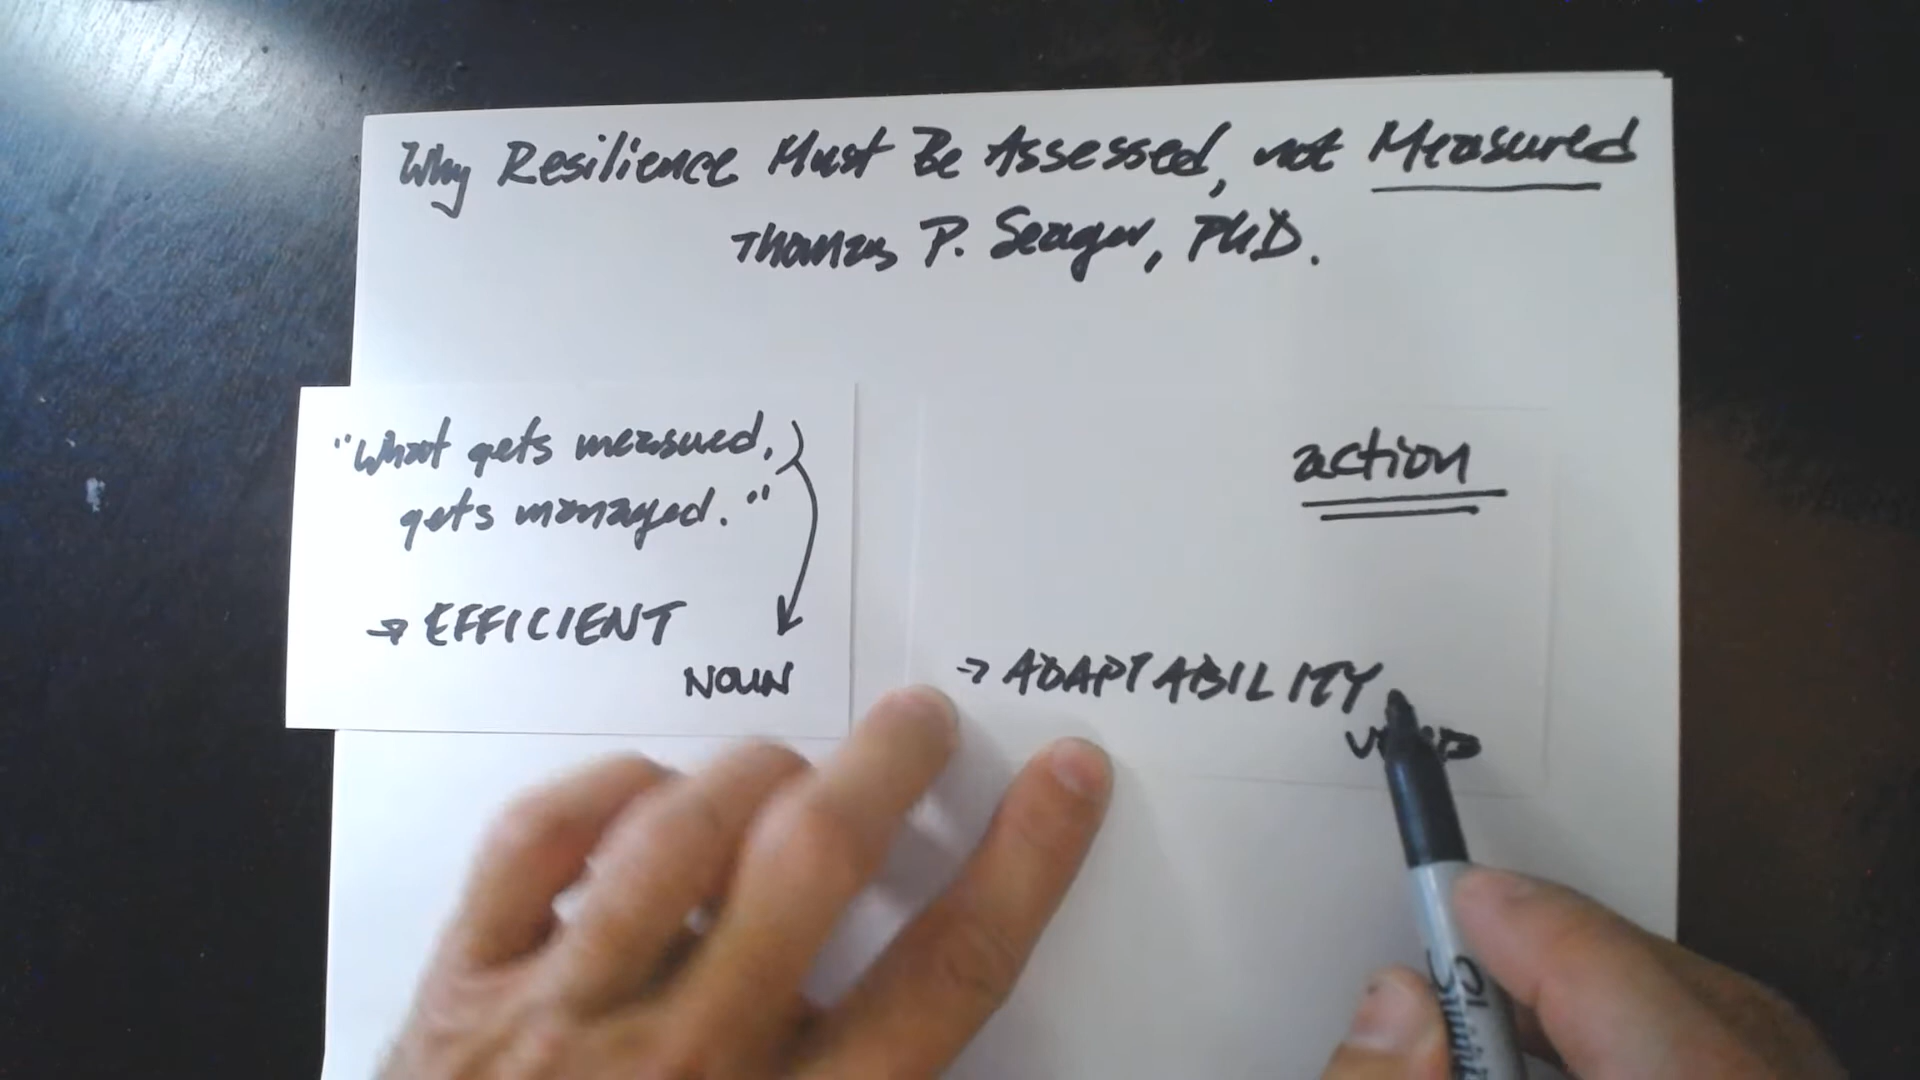 Why Resilience Must Be Assessed, not Measured
Thomas P. Seager, PhD.
"What gets measured,
gets managed."
→ EFFICIENT
NOUN
action
→ ADAPTABILITY